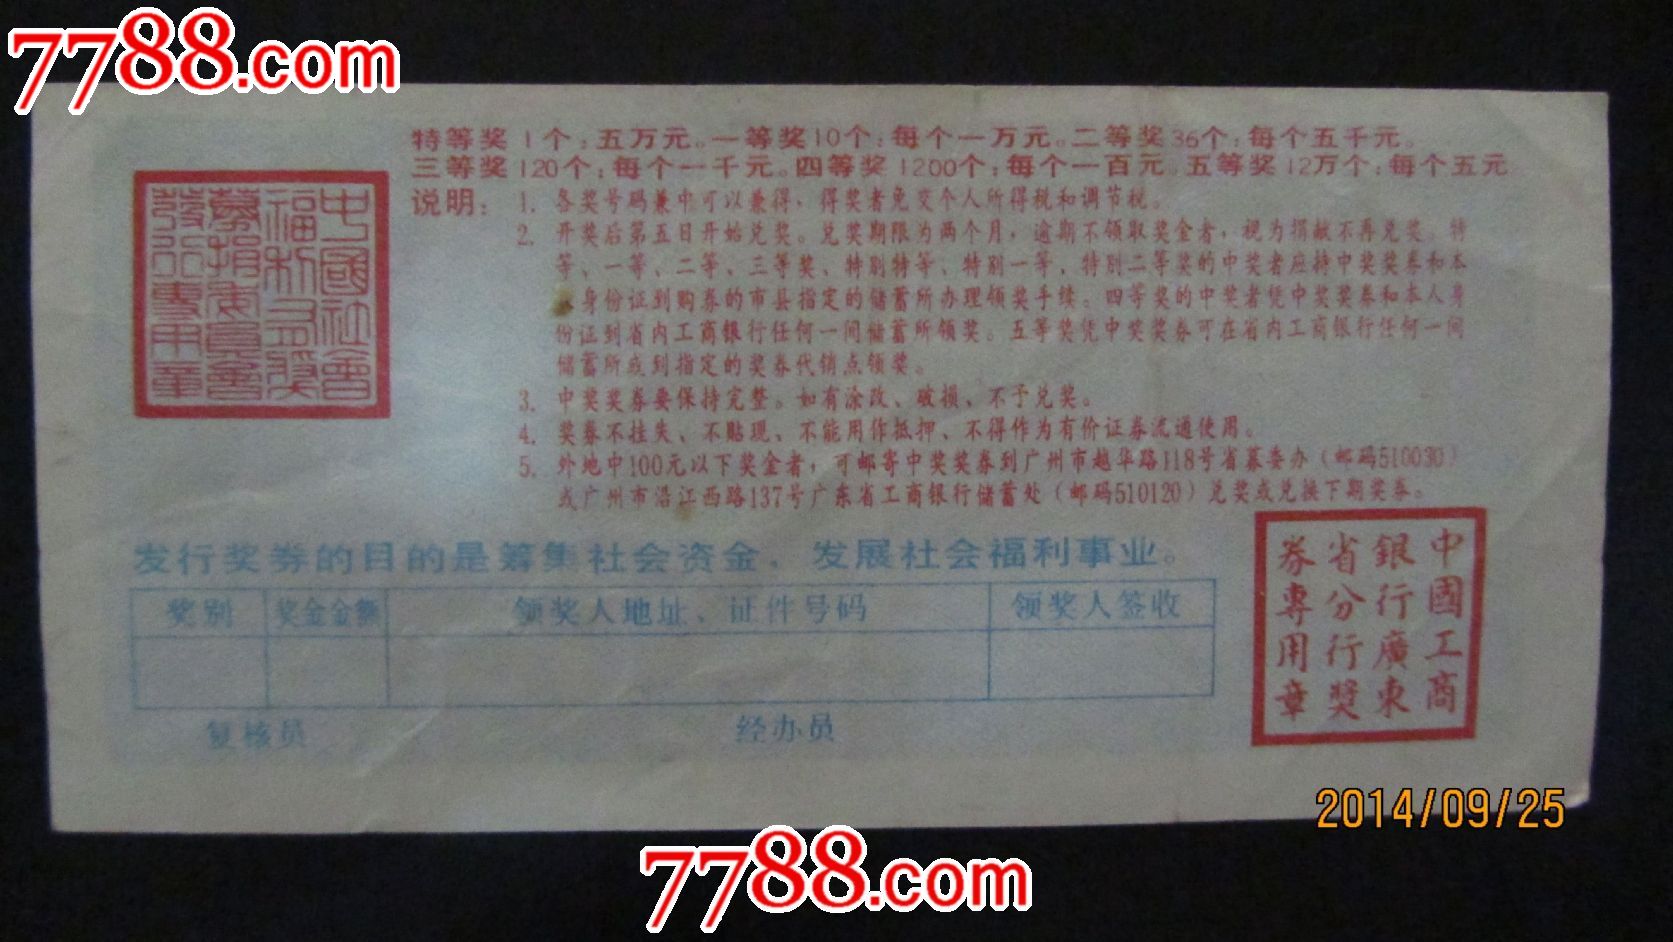 7788.com
特等奖1个：五万元。一等奖10个：每个一万元。二等奖36个：每个五千元。
三等奖120个：每个一千元。四等奖1200个：每个一百元。五等奖12万个：每个五元
说明：1. 各奖号码兼中可以兼得，得奖者免交个人所得税和调节税。
2. 开奖后第五日开始兑奖。兑奖期限为两个月，逾期不领取奖金者，视为捐献不再兑奖。特
等、一等、二等、三等奖、特别特等、特别一等、特别二等奖的中奖者应持中奖奖券和本
身份证到购券的市县指定的储蓄所办理领奖手续。四等奖的中奖者凭中奖奖券和本人身
份证到省内工商银行任何一间储蓄所领奖。五等奖凭中奖奖券可在省内工商银行任何一间
储蓄所或到指定的奖券代销点领奖。
3. 中奖奖券要保持完整。如有涂改、破损、不予兑奖。
4. 奖券不挂失、不贴现、不能用作抵押、不得作为有价证券流通使用。
5. 外地中100元以下奖金者，可邮寄中奖奖券到广州市越华路118号省募委办（邮码510030）
或广州市沿江西路137号广东省工商银行储蓄处（邮码510120）兑奖或兑换下期奖券。
中國社會
福利有奖
募捐委員會
發行專用章
发行奖券的目的是筹集社会资金，发展社会福利事业。
奖别 奖金金额 领奖人地址、证件号码 领奖人签收
复核员 经办员
中國工商
銀行廣東
省分行獎
券專用章
2014/09/25
7788.com